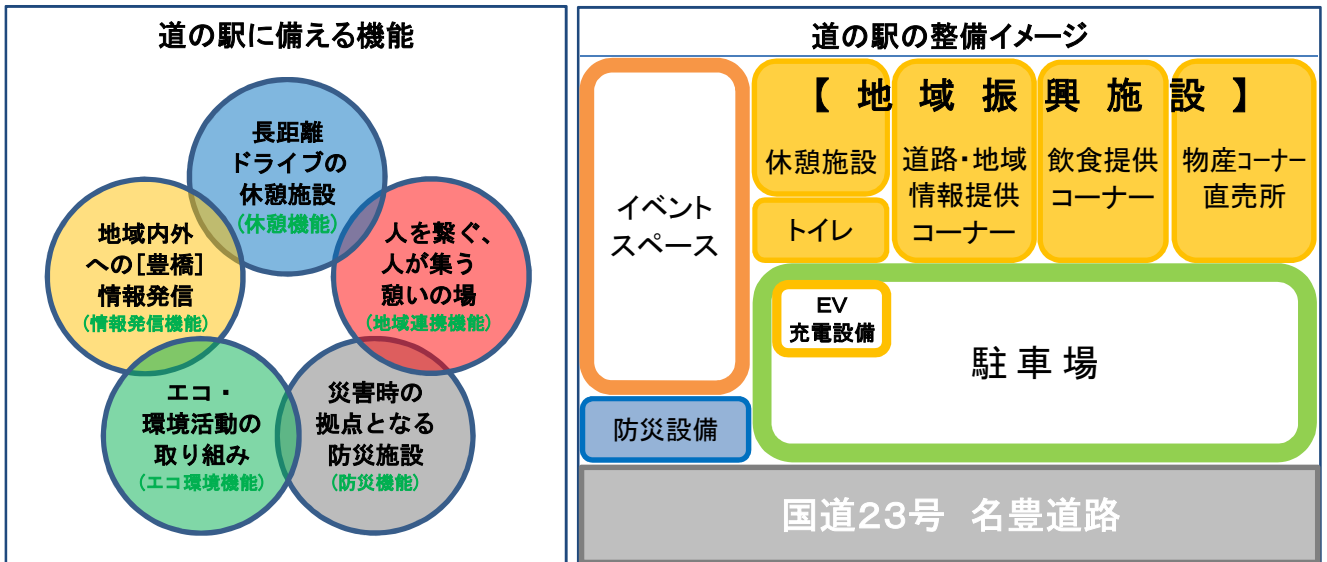 道の駅に備える機能
長距離
ドライブの
休憩施設
(休憩機能)
地域内外
への[豊橋]
情報発信
(情報発信機能)
人を繋ぐ、
人が集う
憩いの場
(地域連携機能)
エコ・
環境活動の
取り組み
(エコ環境機能)
災害時の
拠点となる
防災施設
(防災機能)
道の駅の整備イメージ
イベント
スペース
防災設備
【地域振興施設】
休憩施設
トイレ
道路・地域
情報提供
コーナー
飲食提供
コーナー
物産コーナー
直売所
EV
充電設備
駐車場
国道23号 名豊道路